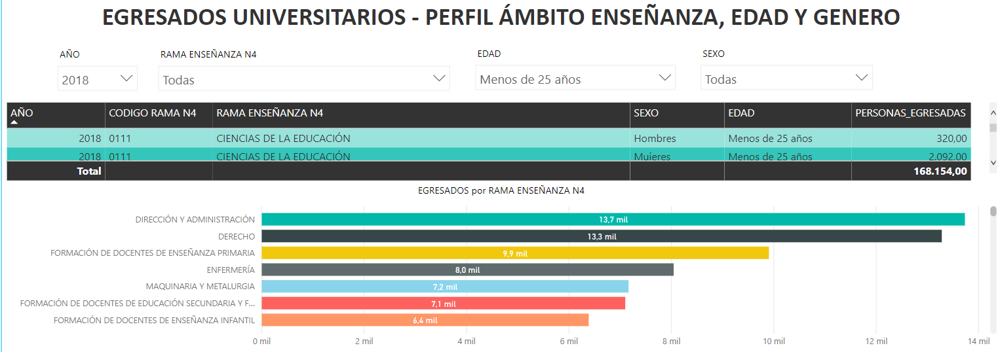 EGRESADOS UNIVERSITARIOS - PERFIL ÁMBITO ENSEÑANZA, EDAD Y GENERO
AÑO RAMA ENSEÑANZA N4 EDAD SEXO
2018 Todas Menos de 25 años Todas
AÑO CODIGO RAMA N4 RAMA ENSEÑANZA N4 SEXO EDAD PERSONAS_EGRESADAS
2018 0111 CIENCIAS DE LA EDUCACIÓN Hombres Menos de 25 años 320,00
2018 0111 CIENCIAS DE LA EDUCACIÓN Mujeres Menos de 25 años 2.092,00
Total 168.154,00
EGRESADOS por RAMA ENSEÑANZA N4
DIRECCIÓN Y ADMINISTRACIÓN 13,7 mil
DERECHO 13,3 mil
FORMACIÓN DE DOCENTES DE ENSEÑANZA PRIMARIA 9,9 mil
ENFERMERÍA 8,0 mil
MAQUINARIA Y METALURGIA 7,2 mil
FORMACIÓN DE DOCENTES DE EDUCACIÓN SECUNDARIA Y F... 7,1 mil
FORMACIÓN DE DOCENTES DE ENSEÑANZA INFANTIL 6,4 mil
0 mil 2 mil 4 mil 6 mil 8 mil 10 mil 12 mil 14 mil